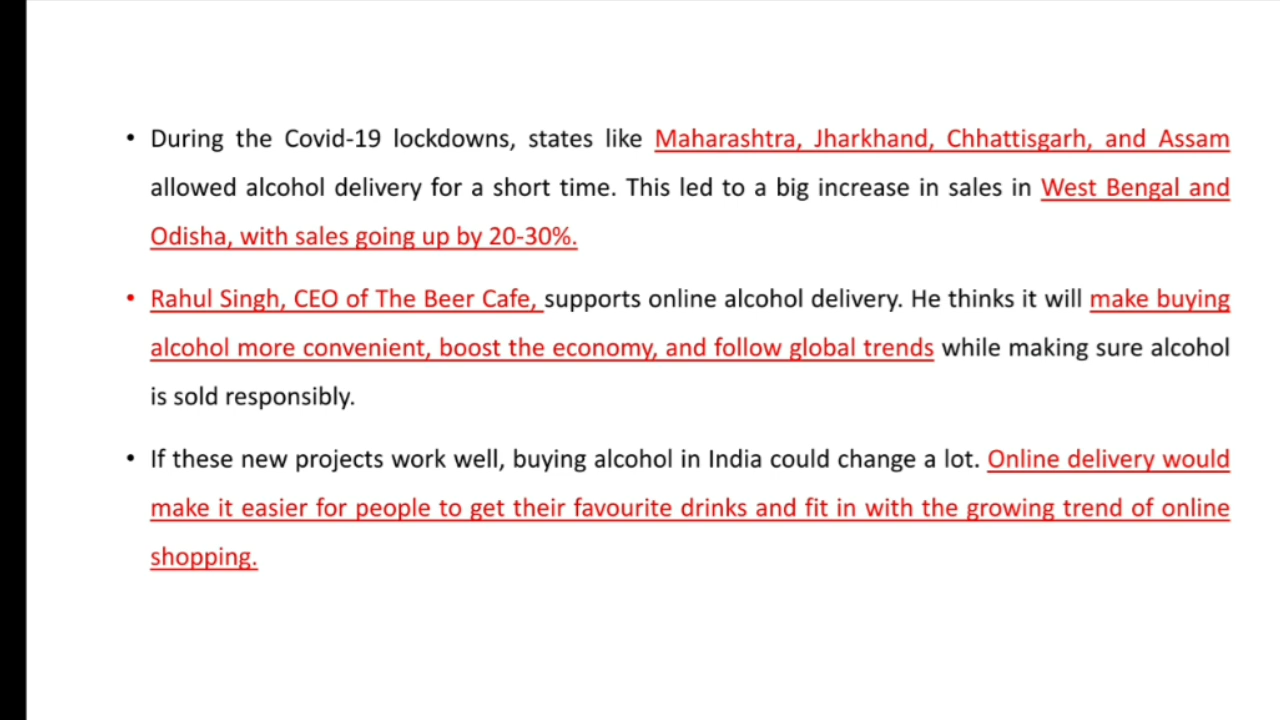 • During the Covid-19 lockdowns, states like Maharashtra, Jharkhand, Chhattisgarh, and Assam
allowed alcohol delivery for a short time. This led to a big increase in sales in West Bengal and
Odisha, with sales going up by 20-30%.
• Rahul Singh, CEO of The Beer Cafe, supports online alcohol delivery. He thinks it will make buying
alcohol more convenient, boost the economy, and follow global trends while making sure alcohol
is sold responsibly.
• If these new projects work well, buying alcohol in India could change a lot. Online delivery would
make it easier for people to get their favourite drinks and fit in with the growing trend of online
shopping.